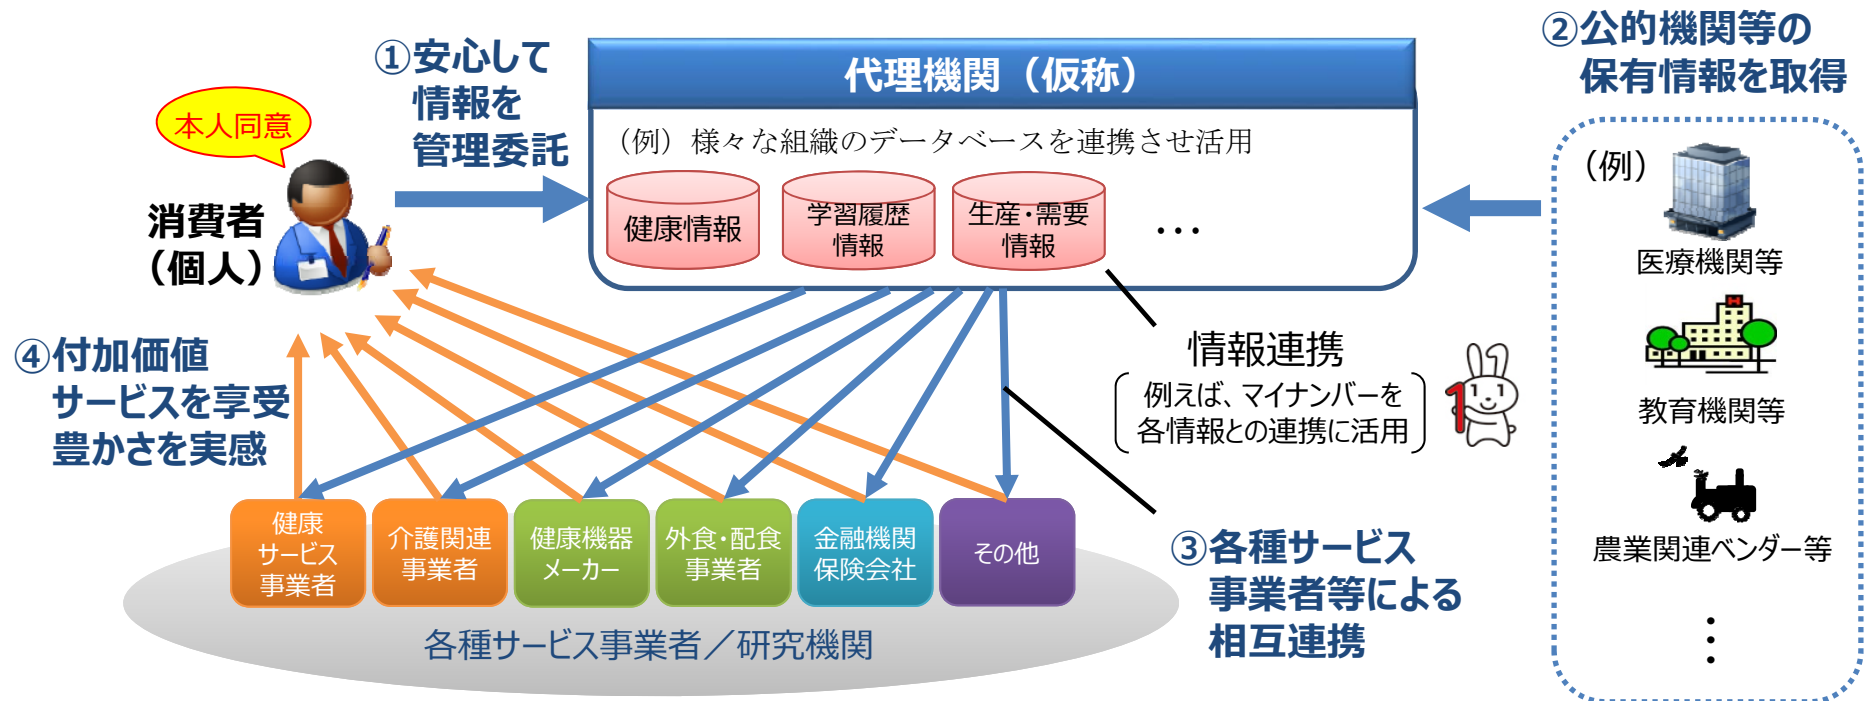 ①安心して
情報を
管理委託
本人同意
消費者
（個人）
代理機関（仮称）
（例）様々な組織のデータベースを連携させ活用
健康情報
学習履歴
情報
生産・需要
情報
･･･
②公的機関等の
保有情報を取得
（例）
医療機関等
教育機関等
農業関連ベンダー等
･･･
情報連携
例えば、マイナンバーを
各情報との連携に活用
1
④付加価値
サービスを享受
豊かさを実感
③各種サービス
事業者等による
相互連携
健康
サービス
事業者
介護関連
事業者
健康機器
メーカー
外食・配食
事業者
金融機関
保険会社
その他
各種サービス事業者／研究機関